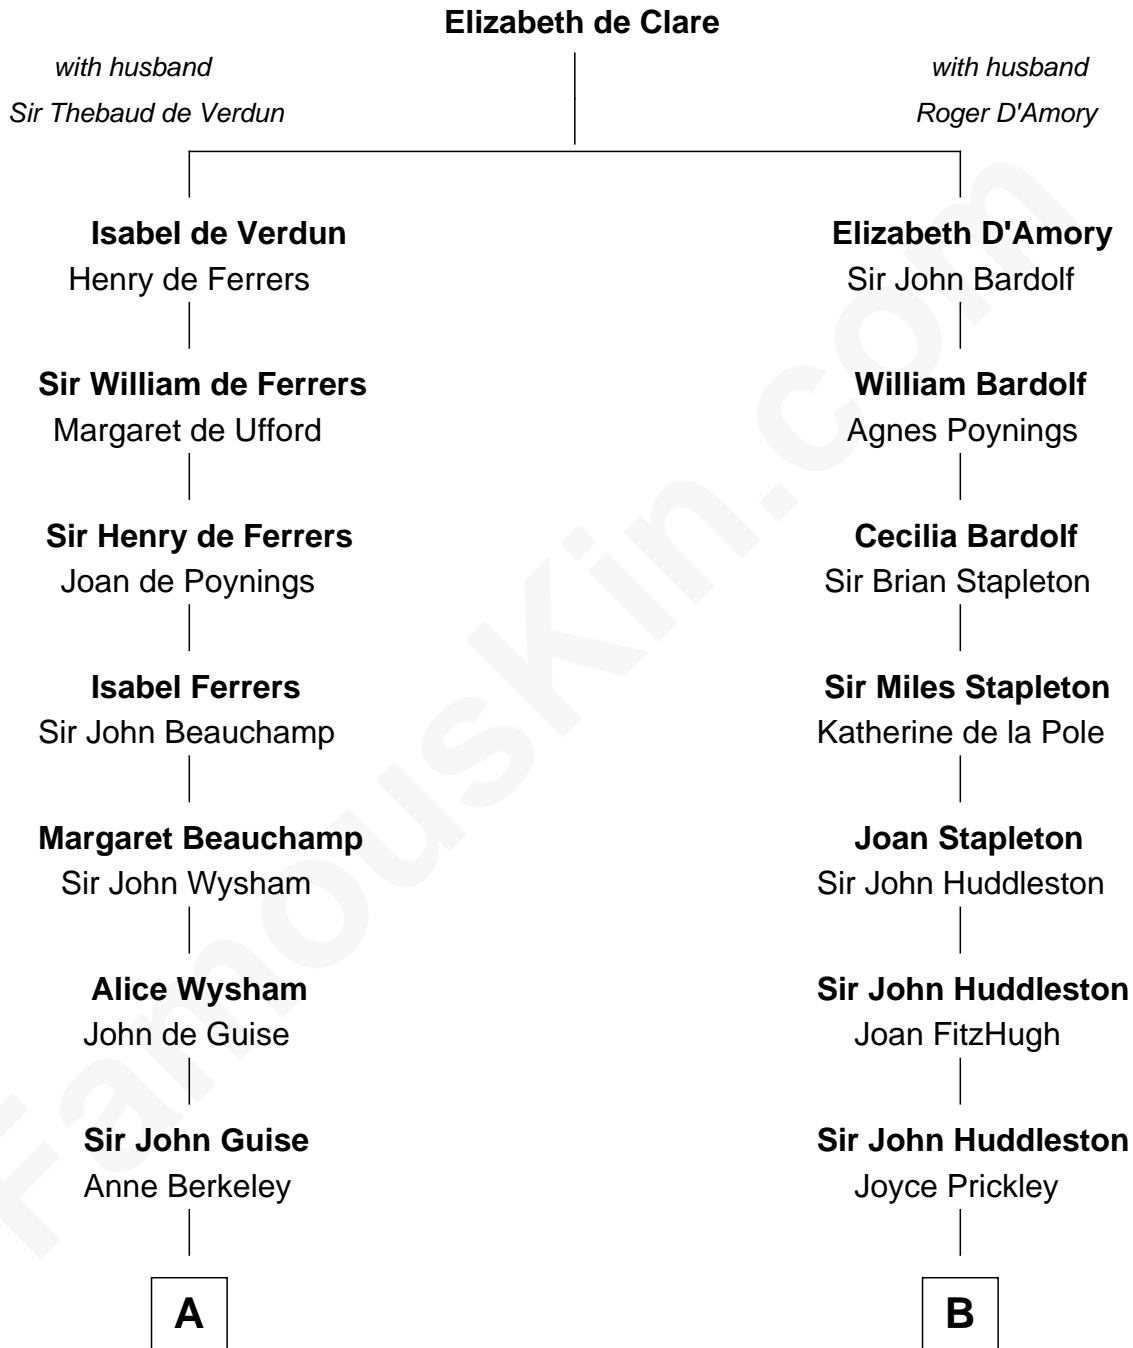 Elizabeth de Clare
with husband
Sir Thebaud de Verdun
with husband
Roger D'Amory
Isabel de Verdun
Henry de Ferrers
Elizabeth D'Amory
Sir John Bardolf
Sir William de Ferrers
Margaret de Ufford
William Bardolf
Agnes Poynings
Sir Henry de Ferrers
Joan de Poynings
Cecilia Bardolf
Sir Brian Stapleton
Isabel Ferrers
Sir John Beauchamp
Sir Miles Stapleton
Katherine de la Pole
Margaret Beauchamp
Sir John Wysham
Joan Stapleton
Sir John Huddleston
Alice Wysham
John de Guise
Sir John Huddleston
Joan FitzHugh
Sir John Guise
Anne Berkeley
Sir John Huddleston
Joyce Prickley
A
B
FamousKin.com